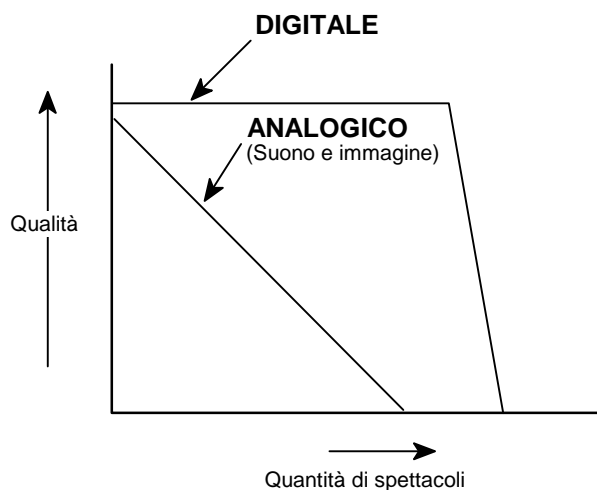 DIGITALE
ANALOGICO
(Suono e immagine)
Qualità
Quantità di spettacoli